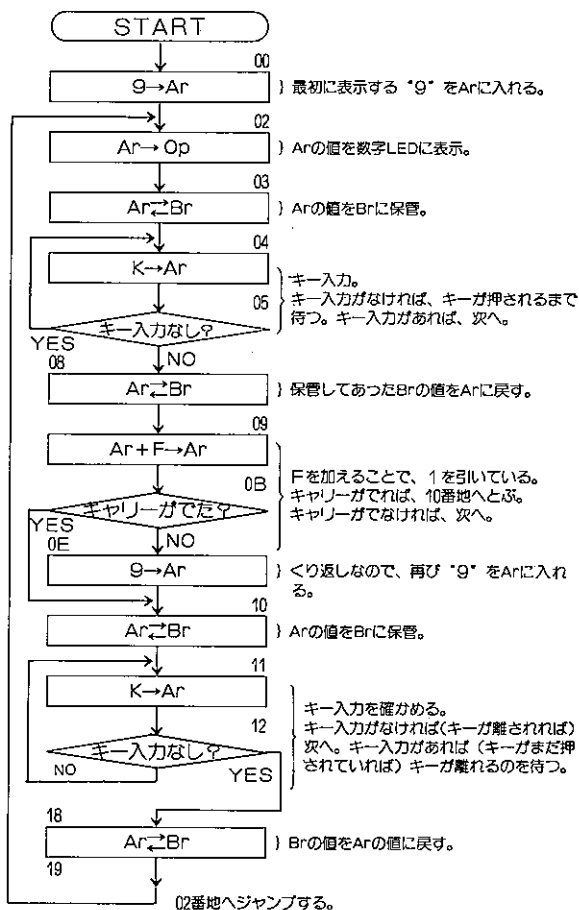 START
00
9→Ar
} 最初に表示する "9" をArに入れる。
02
Ar→Op
} Arの値を数字LEDに表示。
03
Ar⇄Br
} Arの値をBrに保管。
04
K→Ar
キー入力。
キー入力がなければ、キーが押されるまで
待つ。キー入力があれば、次へ。
05
キー入力なし?
YES
NO
08
Ar⇄Br
} 保管してあったBrの値をArに戻す。
09
Ar+F→Ar
Fを加えることで、1を引いている。
キャリーがでれば、10番地へとぶ。
キャリーがでなければ、次へ。
0B
キャリーがでた?
YES
NO
0E
9→Ar
} くり返しなので、再び "9" をArに入れ
る。
10
Ar⇄Br
} Arの値をBrに保管。
11
K→Ar
キー入力を確かめる。
キー入力がなければ(キーが離されれば)
次へ。キー入力があれば(キーがまだ押
されていれば)キーが離れるのを待つ。
12
キー入力なし?
NO
YES
18
Ar⇄Br
} Brの値をArの値に戻す。
19
02番地へジャンプする。